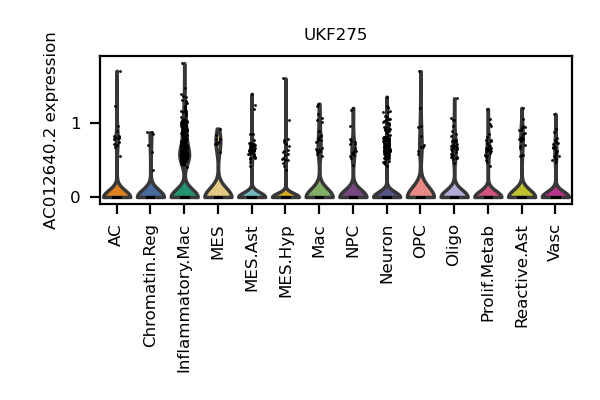 UKF275
AC012640.2 expression
1
0
AC
Chromatin.Reg
Inflammatory.Mac
MES
MES.Ast
MES.Hyp
Mac
NPC
Neuron
OPC
Oligo
Prolif.Metab
Reactive.Ast
Vasc